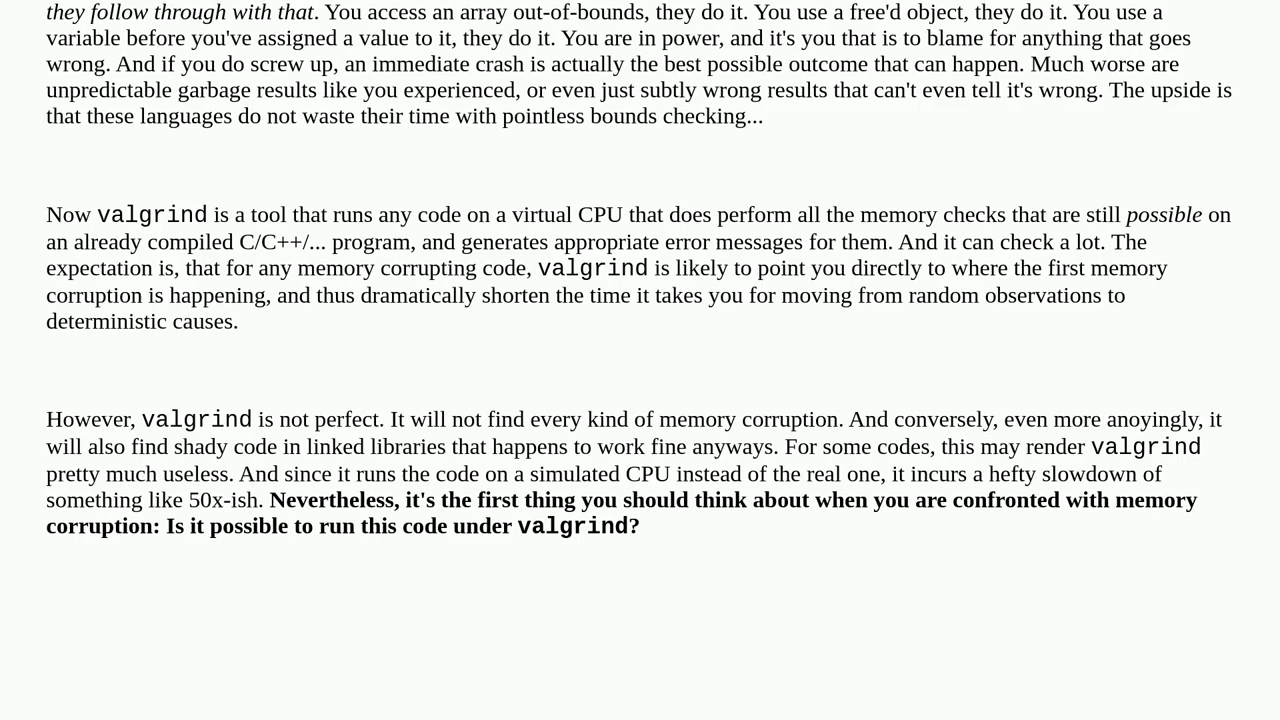 they follow through with that. You access an array out-of-bounds, they do it. You use a free'd object, they do it. You use a
variable before you've assigned a value to it, they do it. You are in power, and it's you that is to blame for anything that goes
wrong. And if you do screw up, an immediate crash is actually the best possible outcome that can happen. Much worse are
unpredictable garbage results like you experienced, or even just subtly wrong results that can't even tell it's wrong. The upside is
that these languages do not waste their time with pointless bounds checking...
Now valgrind is a tool that runs any code on a virtual CPU that does perform all the memory checks that are still possible on
an already compiled C/C++/... program, and generates appropriate error messages for them. And it can check a lot. The
expectation is, that for any memory corrupting code, valgrind is likely to point you directly to where the first memory
corruption is happening, and thus dramatically shorten the time it takes you for moving from random observations to
deterministic causes.
However, valgrind is not perfect. It will not find every kind of memory corruption. And conversely, even more anoyingly, it
will also find shady code in linked libraries that happens to work fine anyways. For some codes, this may render valgrind
pretty much useless. And since it runs the code on a simulated CPU instead of the real one, it incurs a hefty slowdown of
something like 50x-ish. Nevertheless, it's the first thing you should think about when you are confronted with memory
corruption: Is it possible to run this code under valgrind?